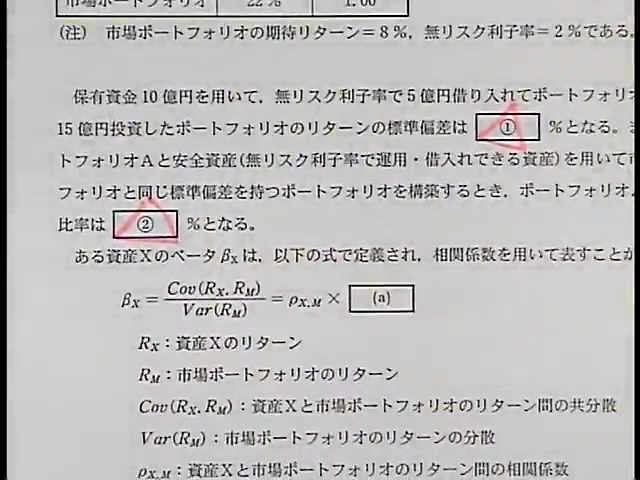 市場ポートフォリオ 22% 1.00
(注) 市場ポートフォリオの期待リターン=8%,無リスク利子率=2%である。
保有資金10億円を用いて,無リスク利子率で5億円借り入れてポートフォリオ
15億円投資したポートフォリオのリターンの標準偏差は ① %となる。
トフォリオAと安全資産(無リスク利子率で運用・借入れできる資産)を用いて
フォリオと同じ標準偏差を持つポートフォリオを構築するとき,ポートフォリオ
比率は ② %となる。
ある資産Xのベータβxは,以下の式で定義され,相関係数を用いて表すことが
βX = Cov(RX, RM) / Var(RM) = ρX,M × (a)
RX:資産Xのリターン
RM:市場ポートフォリオのリターン
Cov(RX, RM):資産Xと市場ポートフォリオのリターン間の共分散
Var(RM):市場ポートフォリオのリターンの分散
ρX,M:資産Xと市場ポートフォリオのリターン間の相関係数